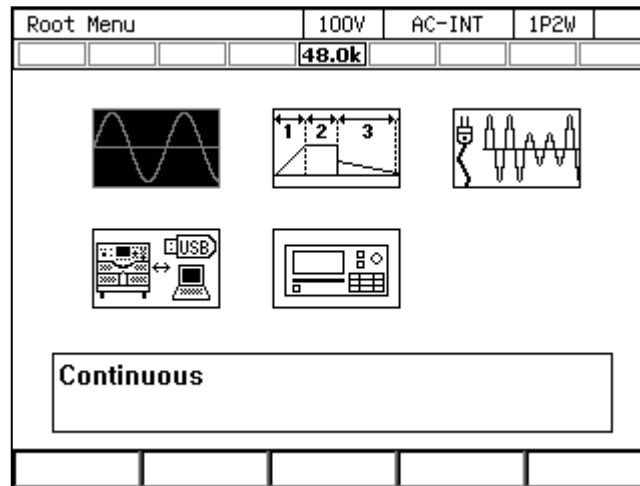 Root Menu 100V AC-INT 1P2W
48.0k
1 2 3
USB
Continuous